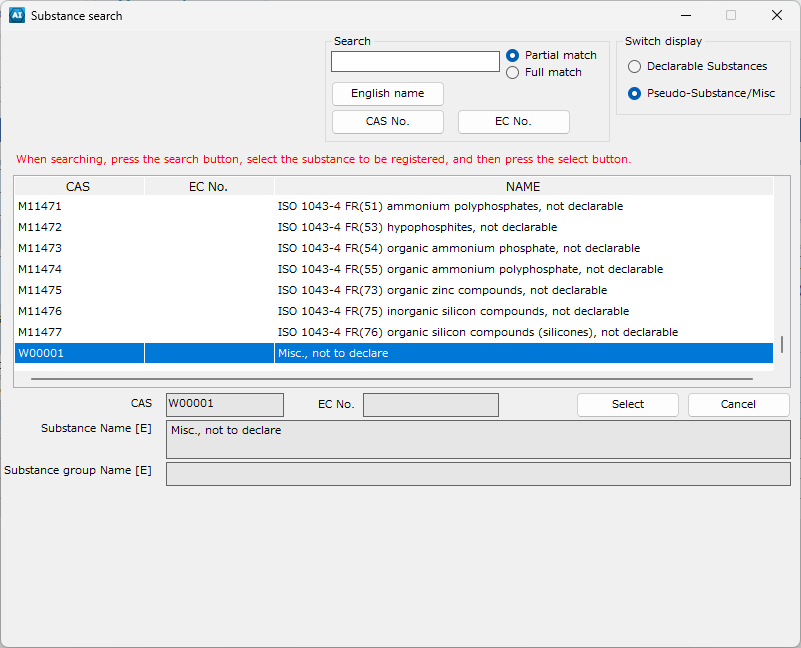 AI Substance search
Search
Partial match
Full match
English name
CAS No. EC No.
Switch display
Declarable Substances
Pseudo-Substance/Misc
When searching, press the search button, select the substance to be registered, and then press the select button.
CAS EC No. NAME
M11471 ISO 1043-4 FR(51) ammonium polyphosphates, not declarable
M11472 ISO 1043-4 FR(53) hypophosphites, not declarable
M11473 ISO 1043-4 FR(54) organic ammonium phosphate, not declarable
M11474 ISO 1043-4 FR(55) organic ammonium polyphosphate, not declarable
M11475 ISO 1043-4 FR(73) organic zinc compounds, not declarable
M11476 ISO 1043-4 FR(75) inorganic silicon compounds, not declarable
M11477 ISO 1043-4 FR(76) organic silicon compounds (silicones), not declarable
W00001 Misc., not to declare
CAS W00001 EC No. Select Cancel
Substance Name [E] Misc., not to declare
Substance group Name [E]